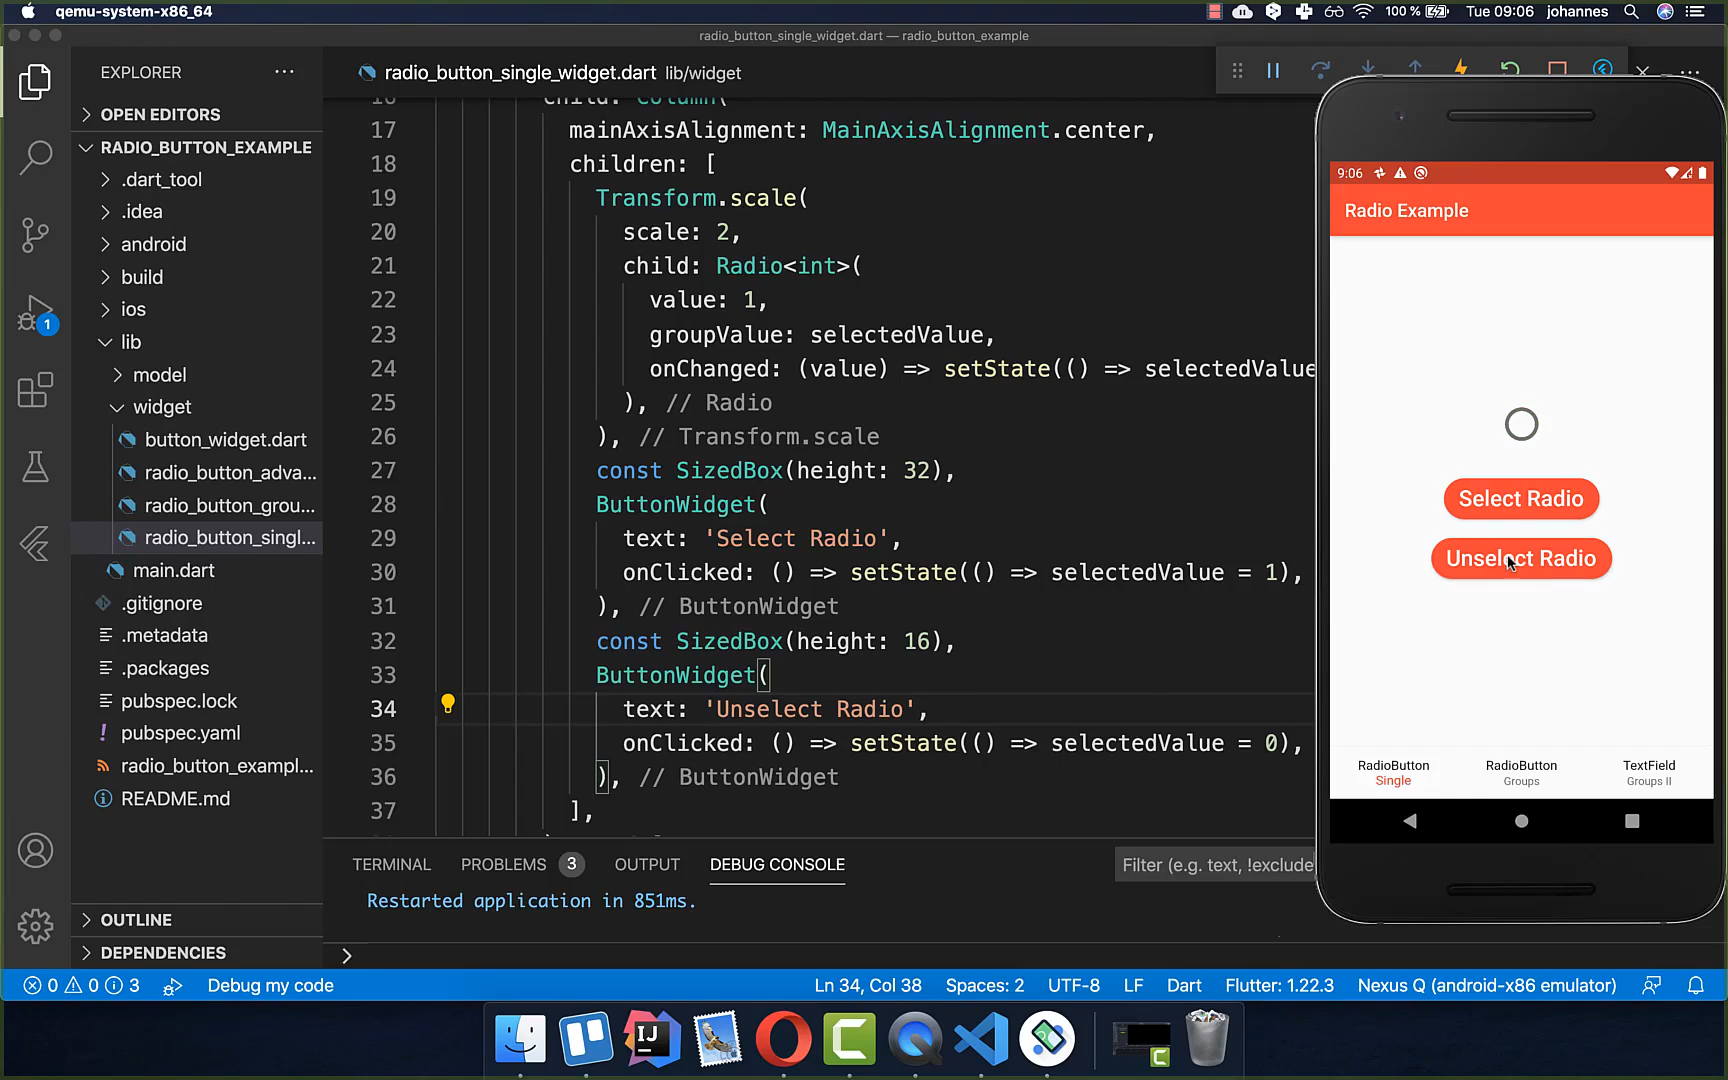 qemu-system-x86_64
100 %
Tue 09:06
johannes
radio_button_single_widget.dart — radio_button_example
EXPLORER
OPEN EDITORS
RADIO_BUTTON_EXAMPLE
.dart_tool
.idea
android
build
ios
lib
model
widget
button_widget.dart
radio_button_adva...
radio_button_grou...
radio_button_singl...
main.dart
.gitignore
.metadata
.packages
pubspec.lock
pubspec.yaml
radio_button_exampl...
README.md
OUTLINE
DEPENDENCIES
1
radio_button_single_widget.dart lib/widget
16 child: Column(
17 mainAxisAlignment: MainAxisAlignment.center,
18 children: [
19 Transform.scale(
20 scale: 2,
21 child: Radio<int>(
22 value: 1,
23 groupValue: selectedValue,
24 onChanged: (value) => setState(() => selectedValue
25 ), // Radio
26 ), // Transform.scale
27 const SizedBox(height: 32),
28 ButtonWidget(
29 text: 'Select Radio',
30 onClicked: () => setState(() => selectedValue = 1),
31 ), // ButtonWidget
32 const SizedBox(height: 16),
33 ButtonWidget(
34 text: 'Unselect Radio',
35 onClicked: () => setState(() => selectedValue = 0),
36 ), // ButtonWidget
37 ],
TERMINAL PROBLEMS 3 OUTPUT DEBUG CONSOLE
Filter (e.g. text, !exclude
Restarted application in 851ms.
9:06
Radio Example
Select Radio
Unselect Radio
RadioButton
Single
RadioButton
Groups
TextField
Groups II
0 0 3 Debug my code Ln 34, Col 38 Spaces: 2 UTF-8 LF Dart Flutter: 1.22.3 Nexus Q (android-x86 emulator)
IJ